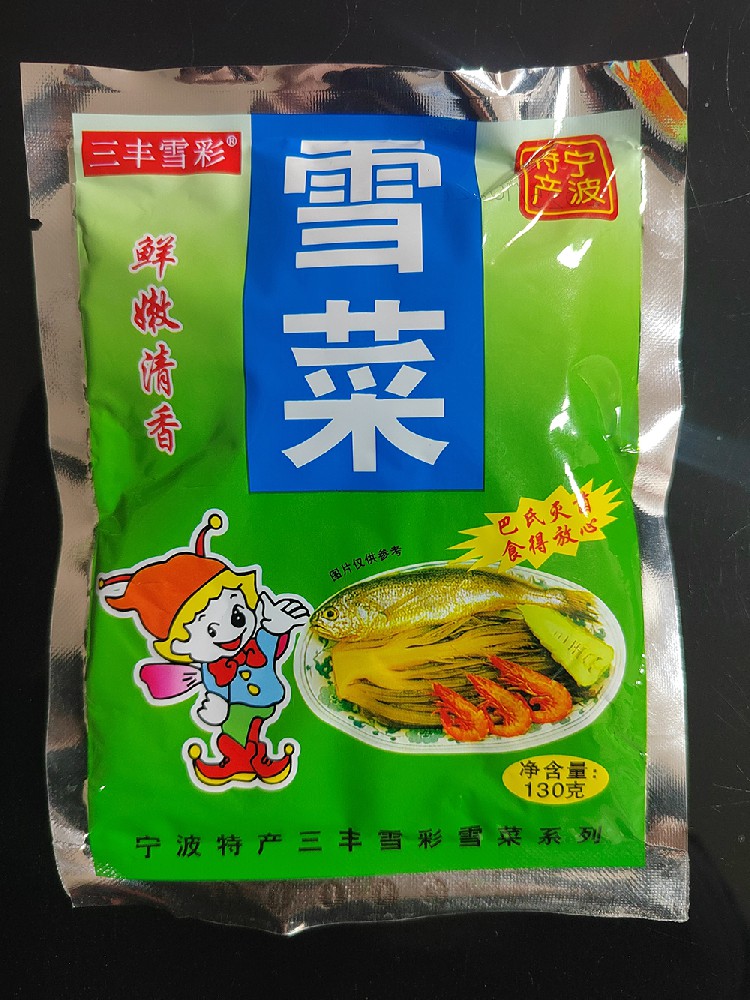 三丰雪彩®
雪菜
宁波
特产
鲜嫩清香
巴氏灭菌
食得放心
图片仅供参考
净含量:
130克
宁波特产三丰雪彩雪菜系列